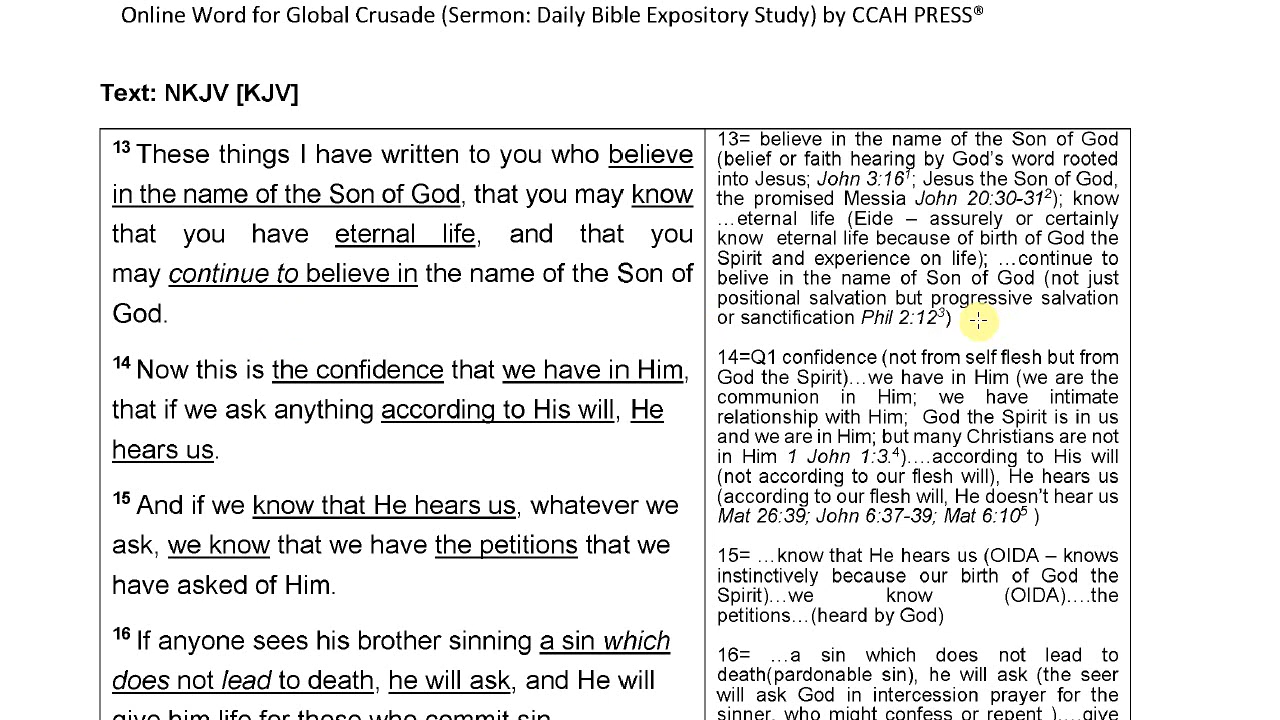 Online Word for Global Crusade (Sermon: Daily Bible Expository Study) by CCAH PRESS®
Text: NKJV [KJV]
13 These things I have written to you who believe
in the name of the Son of God, that you may know
that you have eternal life, and that you
may continue to believe in the name of the Son of
God.
14 Now this is the confidence that we have in Him,
that if we ask anything according to His will, He
hears us.
15 And if we know that He hears us, whatever we
ask, we know that we have the petitions that we
have asked of Him.
16 If anyone sees his brother sinning a sin which
does not lead to death, he will ask, and He will
give him life for those who commit sin
13= believe in the name of the Son of God
(belief or faith hearing by God's word rooted
into Jesus; John 3:16¹; Jesus the Son of God,
the promised Messia John 20:30-31²); know
…eternal life (Eide – assurely or certainly
know eternal life because of birth of God the
Spirit and experience on life); …continue to
belive in the name of Son of God (not just
positional salvation but progressive salvation
or sanctification Phil 2:12³)
14=Q1 confidence (not from self flesh but from
God the Spirit)…we have in Him (we are the
communion in Him; we have intimate
relationship with Him; God the Spirit is in us
and we are in Him; but many Christians are not
in Him 1 John 1:3.⁴)….according to His will
(not according to our flesh will), He hears us
(according to our flesh will, He doesn't hear us
Mat 26:39; John 6:37-39; Mat 6:10⁵ )
15= …know that He hears us (OIDA – knows
instinctively because our birth of God the
Spirit)…we know (OIDA)….the
petitions…(heard by God)
16= …a sin which does not lead to
death(pardonable sin), he will ask (the seer
will ask God in intercession prayer for the
sinner, who might confess or repent )….give